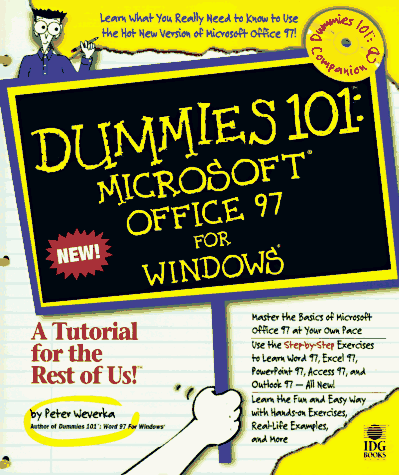 Learn What You Really Need to Know to Use
the Hot New Version of Microsoft Office 97!
Dummies 101:
Companion
DUMMIES 101:™
MICROSOFT®
OFFICE 97
FOR
WINDOWS®
NEW!
A Tutorial
for the
Rest of Us!™
by Peter Weverka
Author of Dummies 101®: Word 97 For Windows®
Master the Basics of Microsoft
Office 97 at Your Own Pace
Use the Step-by-Step Exercises
to Learn Word 97, Excel 97,
PowerPoint 97, Access 97, and
Outlook 97 — All New!
Learn the Fun and Easy Way
with Hands-on Exercises,
Real-Life Examples,
and More
IDG
BOOKS